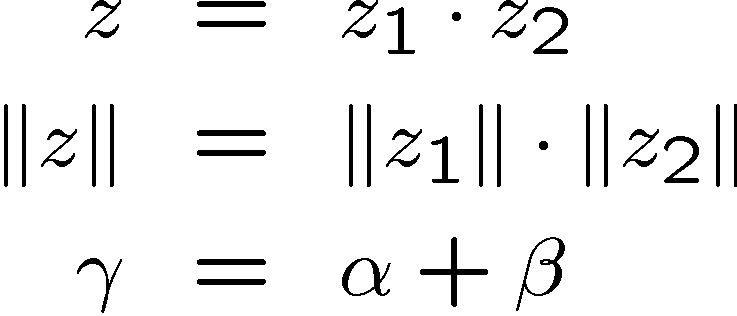 z = z₁ · z₂
‖z‖ = ‖z₁‖ · ‖z₂‖
γ = α + β